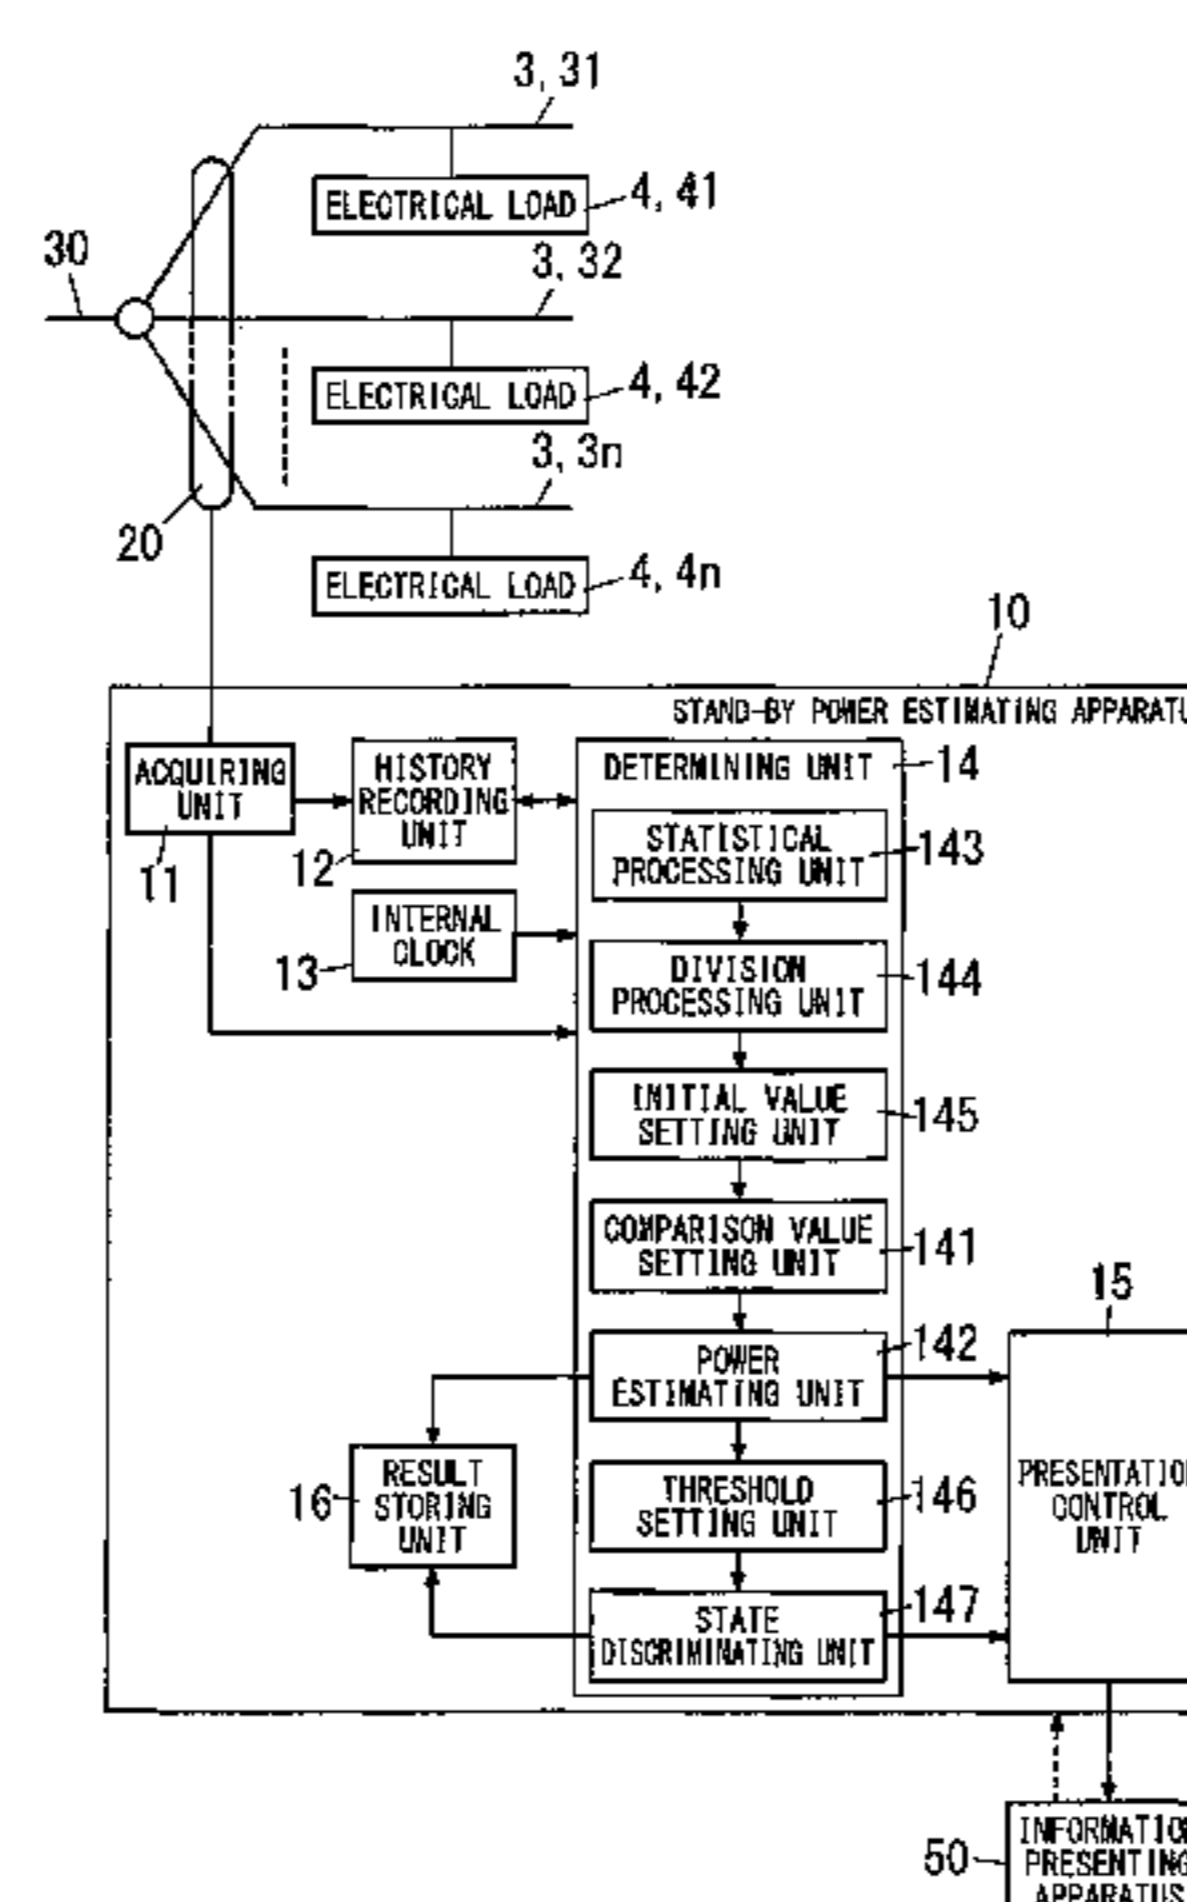 3, 31
ELECTRICAL LOAD
4, 41
30
3, 32
ELECTRICAL LOAD
4, 42
3, 3n
20
ELECTRICAL LOAD
4, 4n
10
STAND-BY POWER ESTIMATING APPARATU
ACQUIRING
UNIT
11
HISTORY
RECORDING
UNIT
12
INTERNAL
CLOCK
13
DETERMINING UNIT
14
STATISTICAL
PROCESSING UNIT
143
DIVISION
PROCESSING UNIT
144
INITIAL VALUE
SETTING UNIT
145
COMPARISON VALUE
SETTING UNIT
141
POWER
ESTIMATING UNIT
142
THRESHOLD
SETTING UNIT
146
STATE
DISCRIMINATING UNIT
147
RESULT
STORING
UNIT
16
15
PRESENTATION
CONTROL
UNIT
50
INFORMATION
PRESENTING
APPARATUS